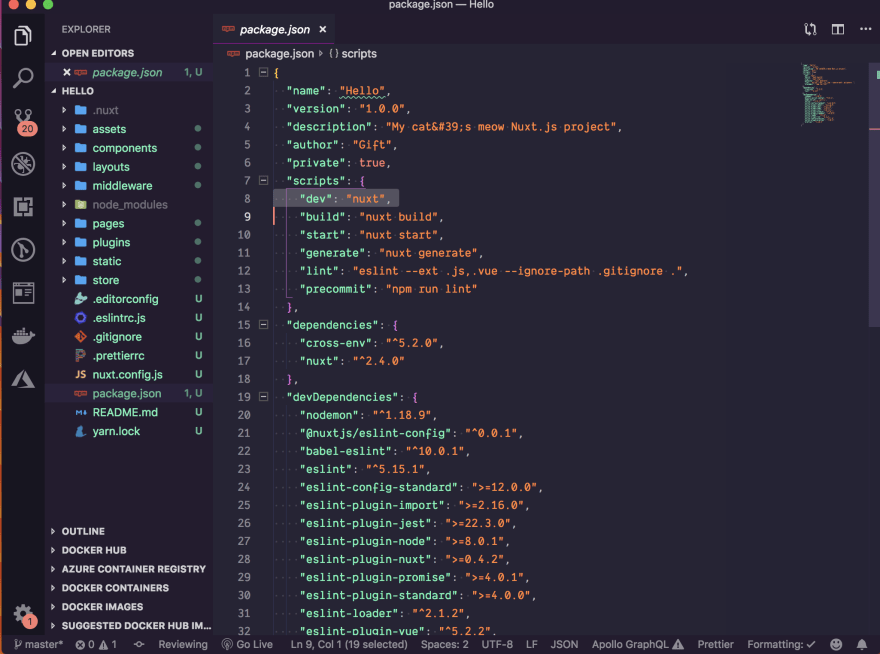 package.json — Hello
EXPLORER
OPEN EDITORS
package.json 1, U
HELLO
.nuxt
assets
components
layouts
middleware
node_modules
pages
plugins
static
store
.editorconfig U
.eslintrc.js U
.gitignore U
.prettierrc U
JS nuxt.config.js U
package.json 1, U
README.md U
yarn.lock U
OUTLINE
DOCKER HUB
AZURE CONTAINER REGISTRY
DOCKER CONTAINERS
DOCKER IMAGES
SUGGESTED DOCKER HUB IM...
20
1
package.json
package.json {} scripts
1 {
2 "name": "Hello",
3 "version": "1.0.0",
4 "description": "My cat&#39;s meow Nuxt.js project",
5 "author": "Gift",
6 "private": true,
7 "scripts": {
8 "dev": "nuxt",
9 "build": "nuxt build",
10 "start": "nuxt start",
11 "generate": "nuxt generate",
12 "lint": "eslint --ext .js,.vue --ignore-path .gitignore .",
13 "precommit": "npm run lint"
14 },
15 "dependencies": {
16 "cross-env": "^5.2.0",
17 "nuxt": "^2.4.0"
18 },
19 "devDependencies": {
20 "nodemon": "^1.18.9",
21 "@nuxtjs/eslint-config": "^0.0.1",
22 "babel-eslint": "^10.0.1",
23 "eslint": "^5.15.1",
24 "eslint-config-standard": ">=12.0.0",
25 "eslint-plugin-import": ">=2.16.0",
26 "eslint-plugin-jest": ">=22.3.0",
27 "eslint-plugin-node": ">=8.0.1",
28 "eslint-plugin-nuxt": ">=0.4.2",
29 "eslint-plugin-promise": ">=4.0.1",
30 "eslint-plugin-standard": ">=4.0.0",
31 "eslint-loader": "^2.1.2",
32 "eslint-plugin-vue": "^5.2.2",
master* 0 1 Reviewing Go Live Ln 9, Col 1 (19 selected) Spaces: 2 UTF-8 LF JSON Apollo GraphQL Prettier Formatting: ✓